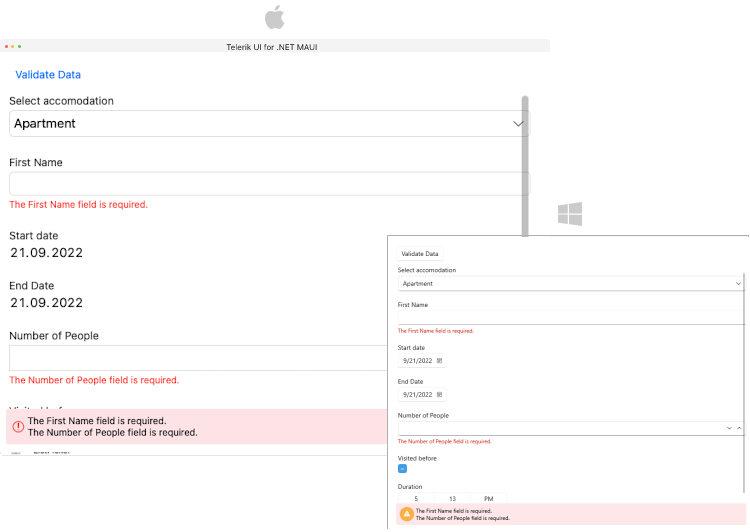 Telerik UI for .NET MAUI
Validate Data
Select accomodation
Apartment
First Name
The First Name field is required.
Start date
21.09.2022
End Date
21.09.2022
Number of People
The Number of People field is required.
The First Name field is required.
The Number of People field is required.
Validate Data
Select accomodation
Apartment
First Name
The First Name field is required.
Start date
9/21/2022
End Date
9/21/2022
Number of People
The Number of People field is required.
Visited before
Duration
5 13 PM
The First Name field is required.
The Number of People field is required.